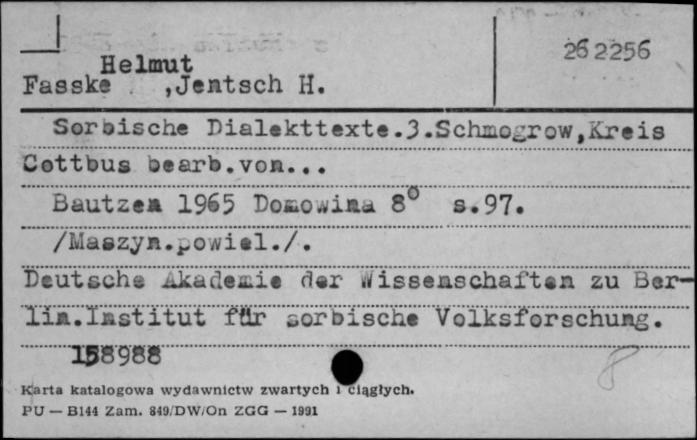 262256
Helmut
Fasske ,Jentsch H.
Sorbische Dialekttexte.3.Schmogrow,Kreis
Cottbus bearb.von...
Bautzen 1965 Domowina 8° s.97.
/Maszyn.powiel./.
Deutsche Akademie der Wissenschaften zu Ber-
lin.Institut für sorbische Volksforschung.
158988
8
Karta katalogowa wydawnictw zwartych i ciągłych.
PU — B144 Zam. 849/DW/On ZGG — 1991